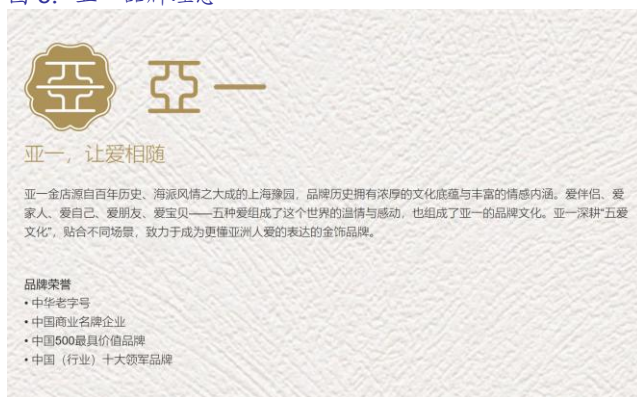 亞 亞一
亚一，让爱相随
亚一金店源自百年历史、海派风情之大成的上海豫园，品牌历史拥有浓厚的文化底蕴与丰富的情感内涵。爱伴侣、爱
家人、爱自己、爱朋友、爱宝贝——五种爱组成了这个世界的温情与感动，也组成了亚一的品牌文化。亚一深耕“五爱
文化”，贴合不同场景，致力于成为更懂亚洲人爱的表达的金饰品牌。
品牌荣誉
• 中华老字号
• 中国商业名牌企业
• 中国500最具价值品牌
• 中国（行业）十大领军品牌